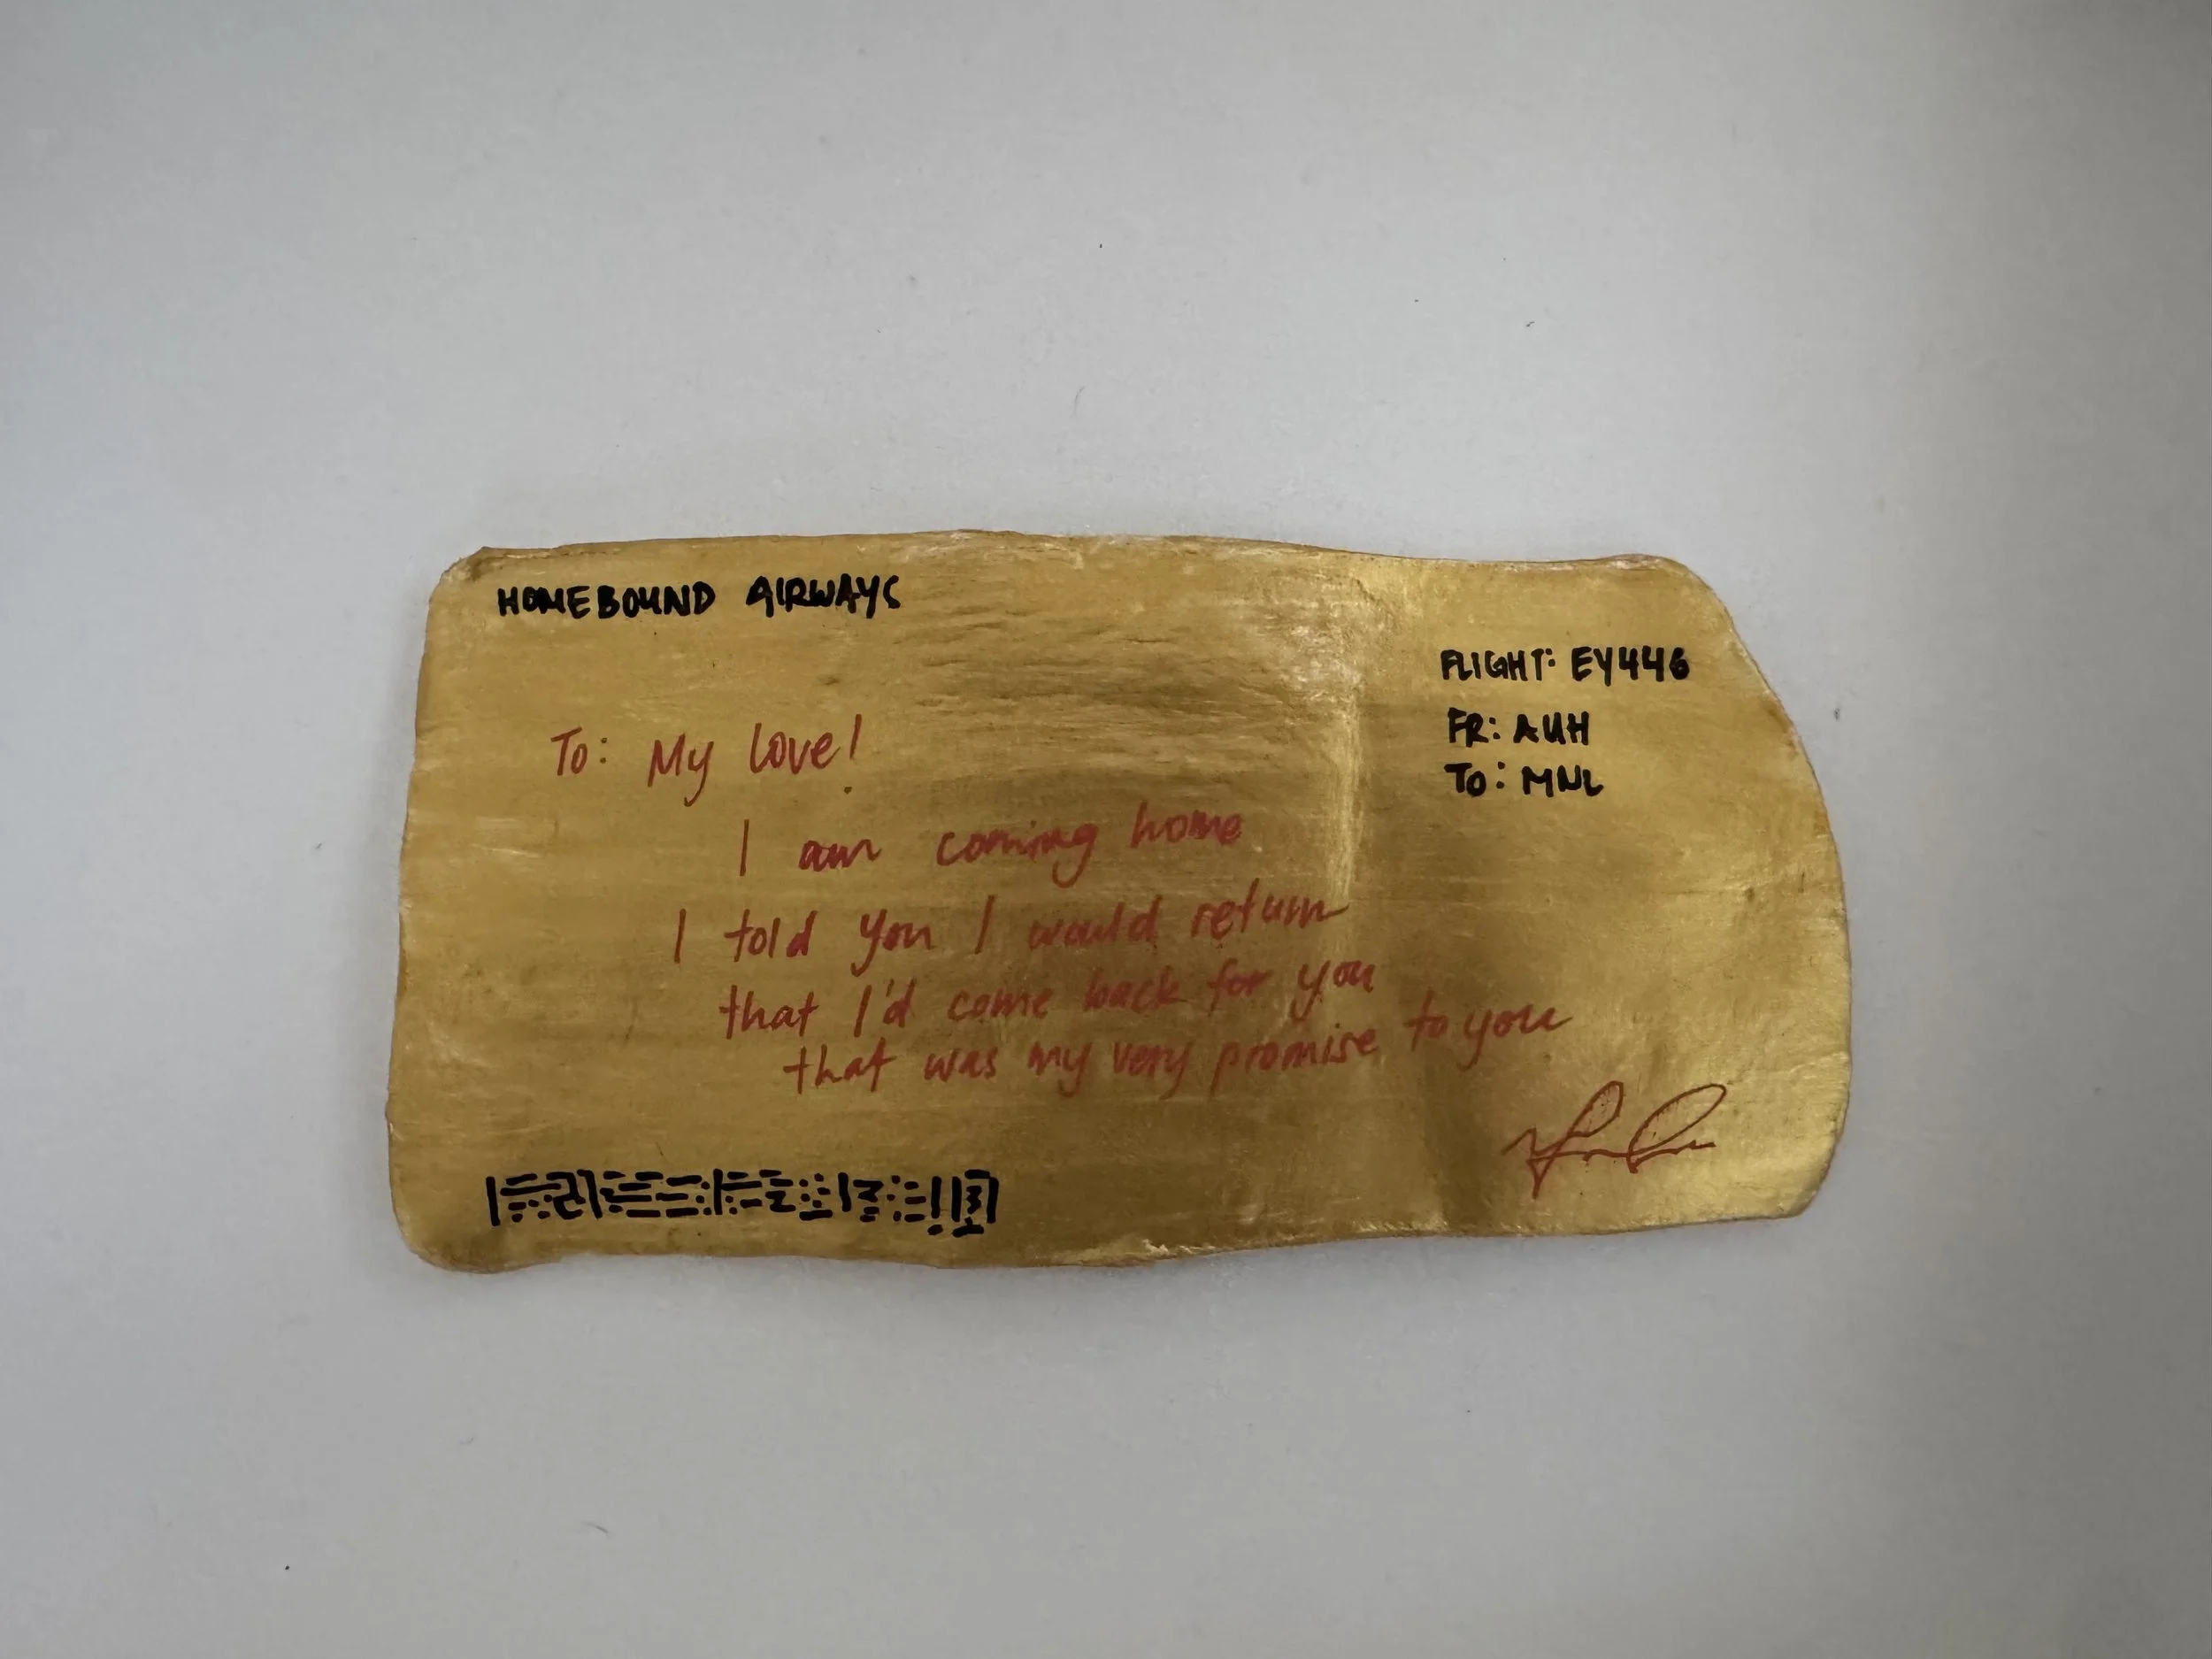 HOMEBOUND AIRWAYS
FLIGHT: EY446
FR: AUH
TO: MNL
To: My love!
I am coming home
I told you I would return
that I'd come back for you
that was my very promise to you